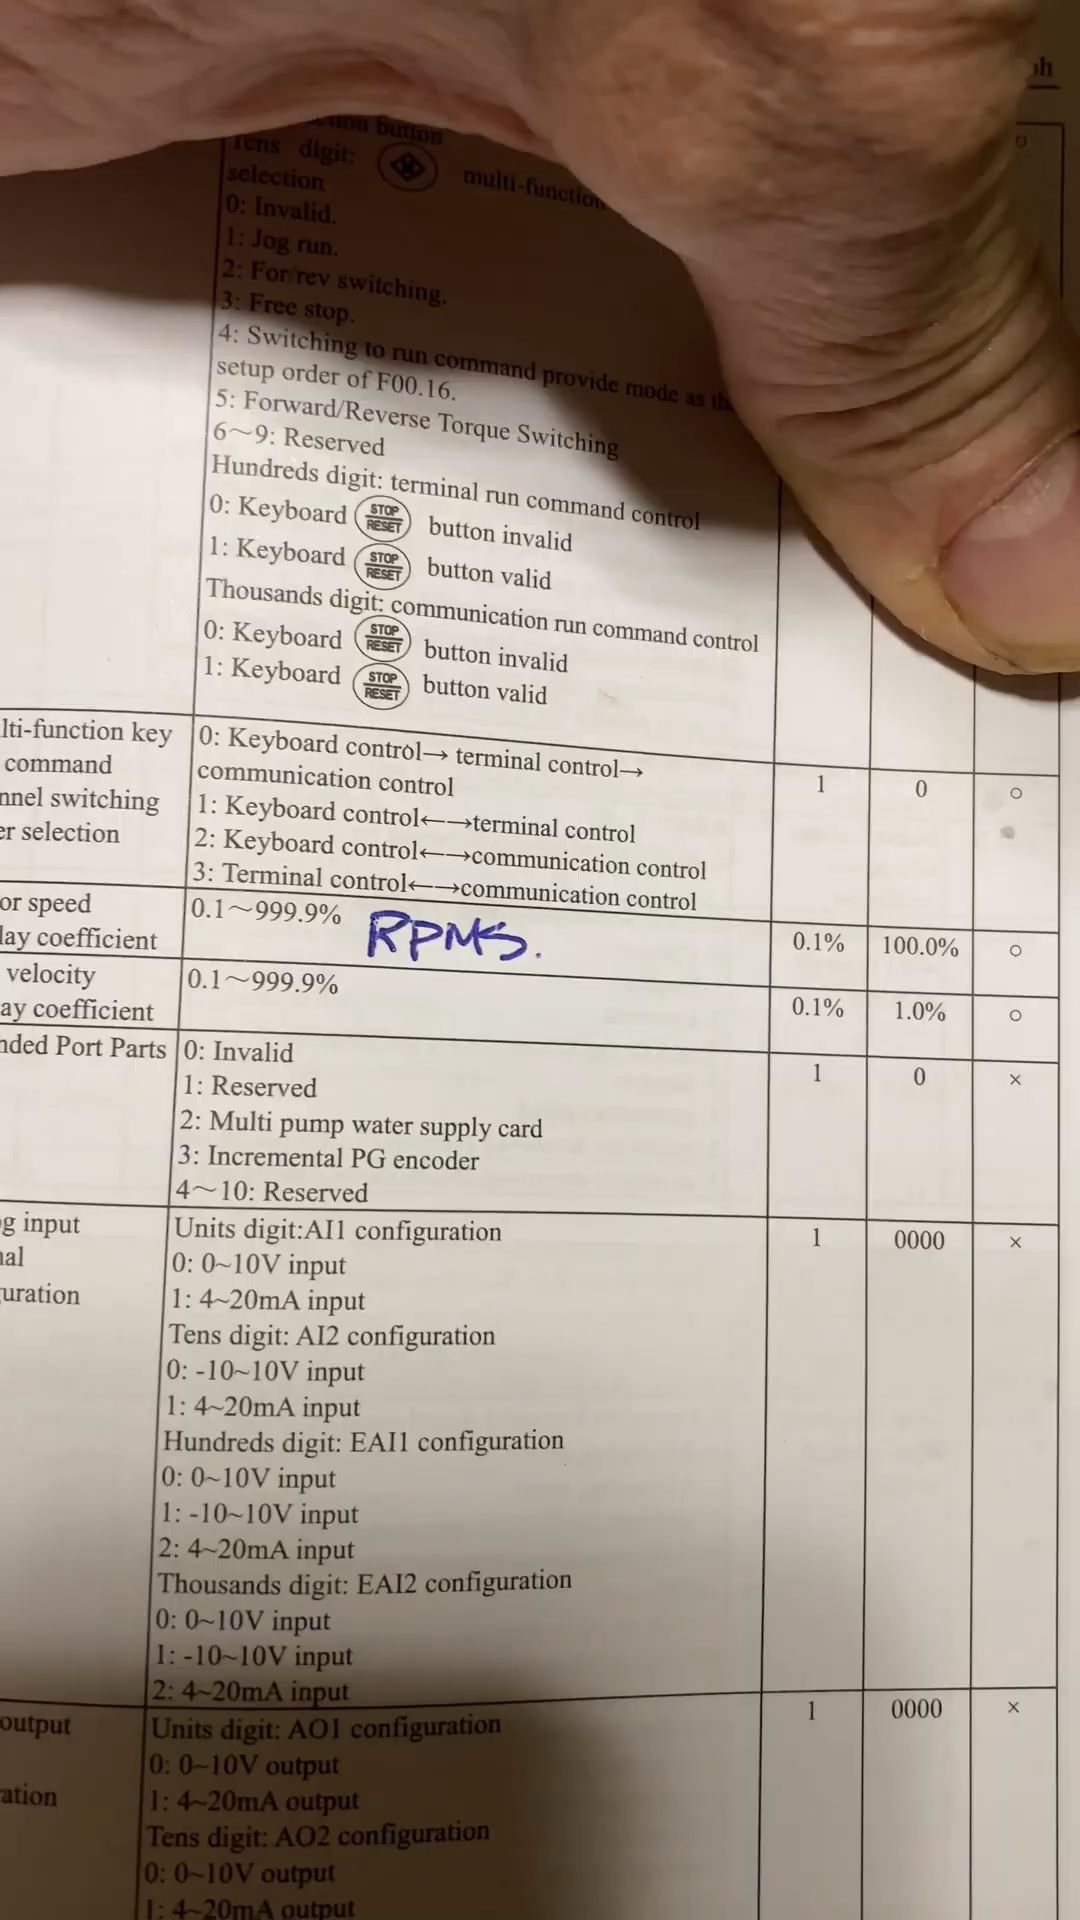 button
Tens digit: multi-function
selection
0: Invalid.
1: Jog run.
2: For/rev switching.
3: Free stop.
4: Switching to run command provide mode as
setup order of F00.16.
5: Forward/Reverse Torque Switching
6～9: Reserved
Hundreds digit: terminal run command control
0: Keyboard STOP RESET button invalid
1: Keyboard STOP RESET button valid
Thousands digit: communication run command control
0: Keyboard STOP RESET button invalid
1: Keyboard STOP RESET button valid
lti-function key
command
nnel switching
er selection
0: Keyboard control→ terminal control→
communication control
1: Keyboard control←→terminal control
2: Keyboard control←→communication control
3: Terminal control←→communication control
1 0 ○
or speed
lay coefficient
0.1～999.9% RPMS.
0.1% 100.0% ○
velocity
ay coefficient
0.1～999.9%
0.1% 1.0% ○
nded Port Parts
0: Invalid
1: Reserved
2: Multi pump water supply card
3: Incremental PG encoder
4～10: Reserved
1 0 ×
g input
nal
uration
Units digit:AI1 configuration
0: 0~10V input
1: 4~20mA input
Tens digit: AI2 configuration
0: -10~10V input
1: 4~20mA input
Hundreds digit: EAI1 configuration
0: 0~10V input
1: -10~10V input
2: 4~20mA input
Thousands digit: EAI2 configuration
0: 0~10V input
1: -10~10V input
2: 4~20mA input
1 0000 ×
output
ation
Units digit: AO1 configuration
0: 0~10V output
1: 4~20mA output
Tens digit: AO2 configuration
0: 0~10V output
1: 4~20mA output
1 0000 ×